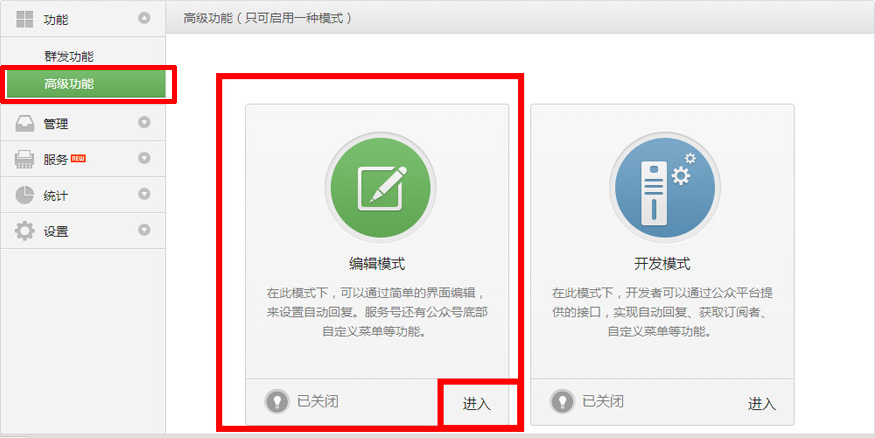 功能
群发功能
高级功能
管理
服务 NEW
统计
设置
高级功能（只可启用一种模式）
编辑模式
在此模式下，可以通过简单的界面编辑，
来设置自动回复。服务号还有公众号底部
自定义菜单等功能。
已关闭
进入
开发模式
在此模式下，开发者可以通过公众平台提
供的接口，实现自动回复、获取订阅者、
自定义菜单等功能。
已关闭
进入